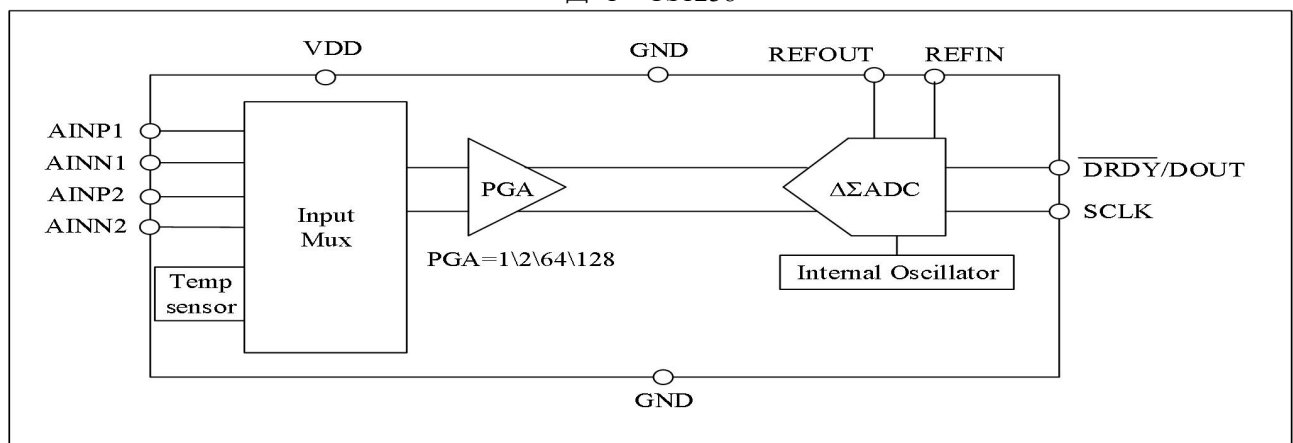 VDD
GND
REFOUT
REFIN
AINP1
AINN1
AINP2
AINN2
Input
Mux
Temp
sensor
PGA
PGA=1\2\64\128
ΔΣADC
Internal Oscillator
DRDY/DOUT
SCLK
GND